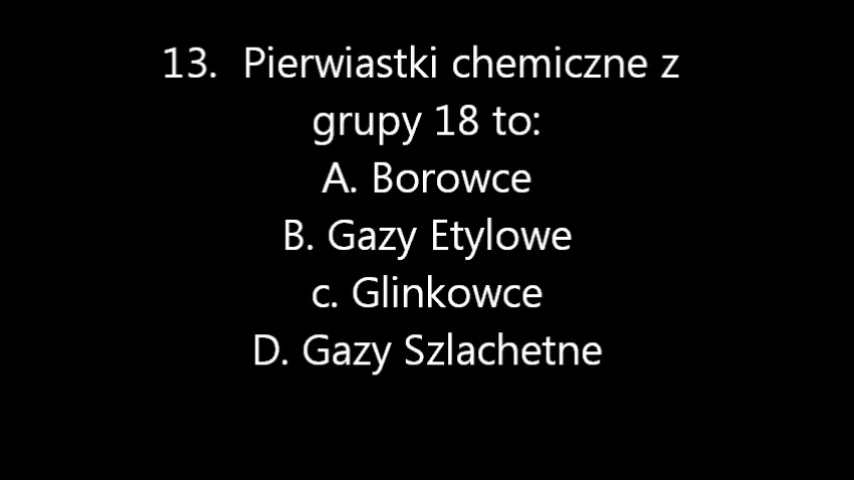 13. Pierwiastki chemiczne z
grupy 18 to:
A. Borowce
B. Gazy Etylowe
c. Glinkowce
D. Gazy Szlachetne